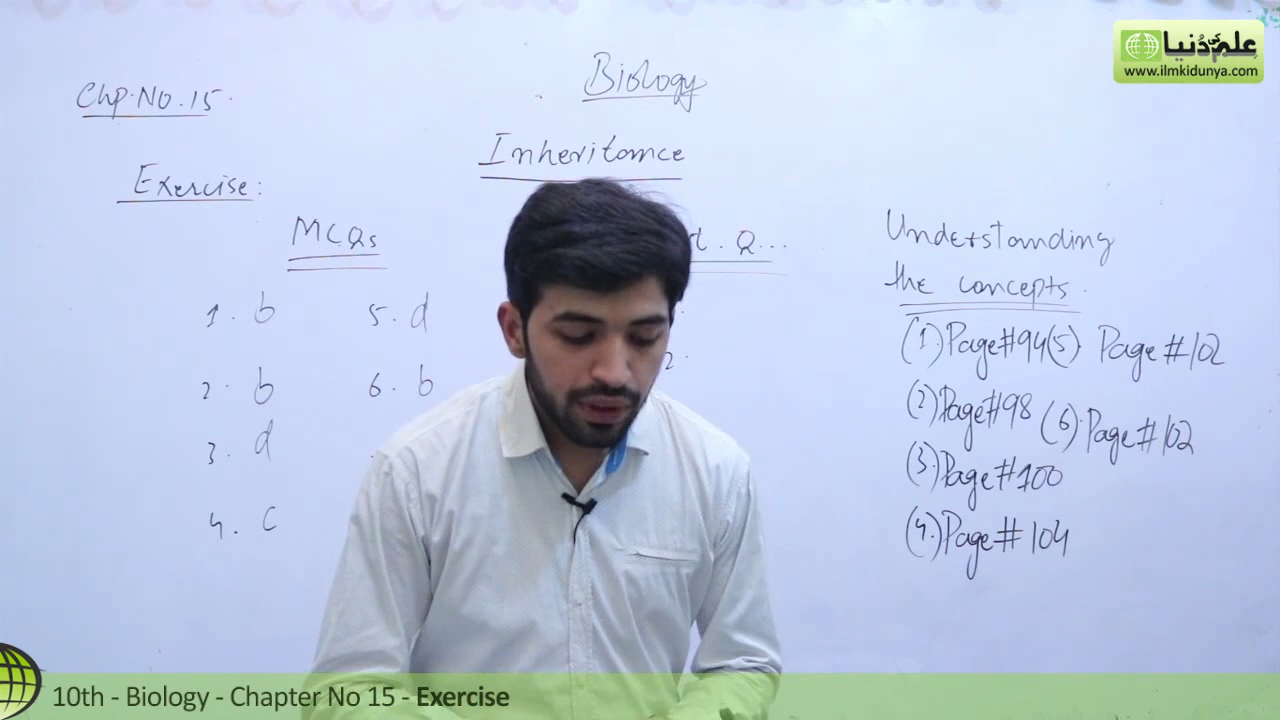 علم کی دُنیا
www.ilmkidunya.com
Biology
Chp.No.15.
Inheritance
Exercise:
MCQs
Q...
1. b
5. d
2. b
6. b
3. d
4. c
Understanding
the concepts.
(1) Page#94
(5) Page#102
(2) Page#98
(6) Page#102
(3) Page#100
(4) Page#104
10th - Biology - Chapter No 15 - Exercise